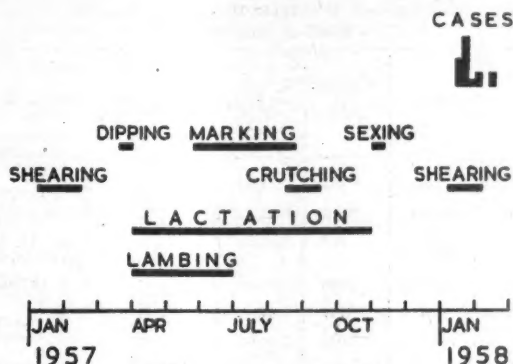 CASES
DIPPING MARKING SEXING
SHEARING CRUTCHING SHEARING
LACTATION
LAMBING
JAN APR JULY OCT JAN
1957 1958